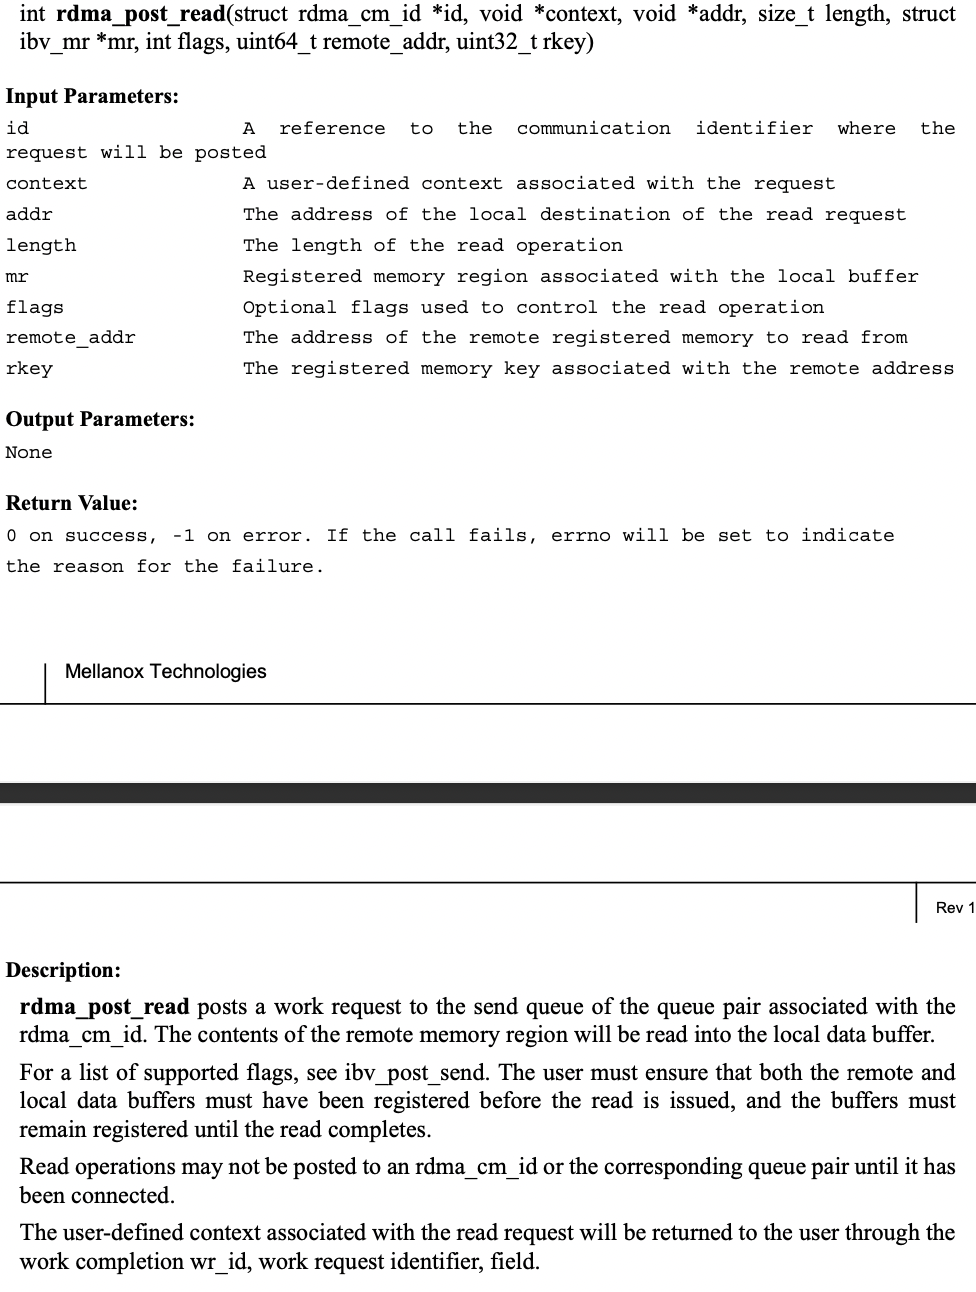 int rdma_post_read(struct rdma_cm_id *id, void *context, void *addr, size_t length, struct
ibv_mr *mr, int flags, uint64_t remote_addr, uint32_t rkey)
Input Parameters:
id A reference to the communication identifier where the
request will be posted
context A user-defined context associated with the request
addr The address of the local destination of the read request
length The length of the read operation
mr Registered memory region associated with the local buffer
flags Optional flags used to control the read operation
remote_addr The address of the remote registered memory to read from
rkey The registered memory key associated with the remote address
Output Parameters:
None
Return Value:
0 on success, -1 on error. If the call fails, errno will be set to indicate
the reason for the failure.
Mellanox Technologies
Rev 1
Description:
rdma_post_read posts a work request to the send queue of the queue pair associated with the
rdma_cm_id. The contents of the remote memory region will be read into the local data buffer.
For a list of supported flags, see ibv_post_send. The user must ensure that both the remote and
local data buffers must have been registered before the read is issued, and the buffers must
remain registered until the read completes.
Read operations may not be posted to an rdma_cm_id or the corresponding queue pair until it has
been connected.
The user-defined context associated with the read request will be returned to the user through the
work completion wr_id, work request identifier, field.